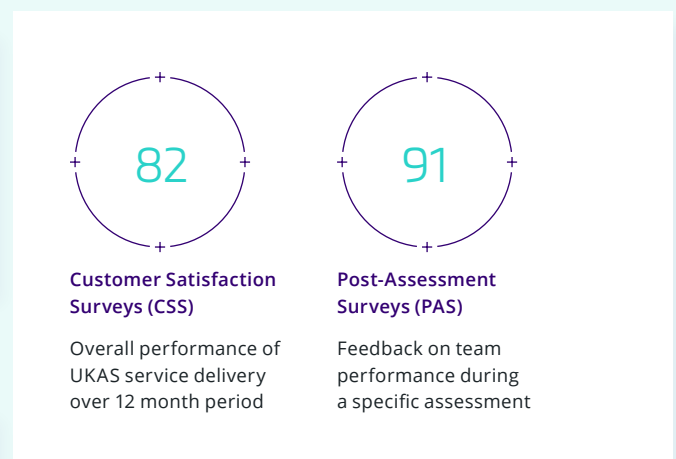 82
Customer Satisfaction
Surveys (CSS)
Overall performance of
UKAS service delivery
over 12 month period
91
Post-Assessment
Surveys (PAS)
Feedback on team
performance during
a specific assessment